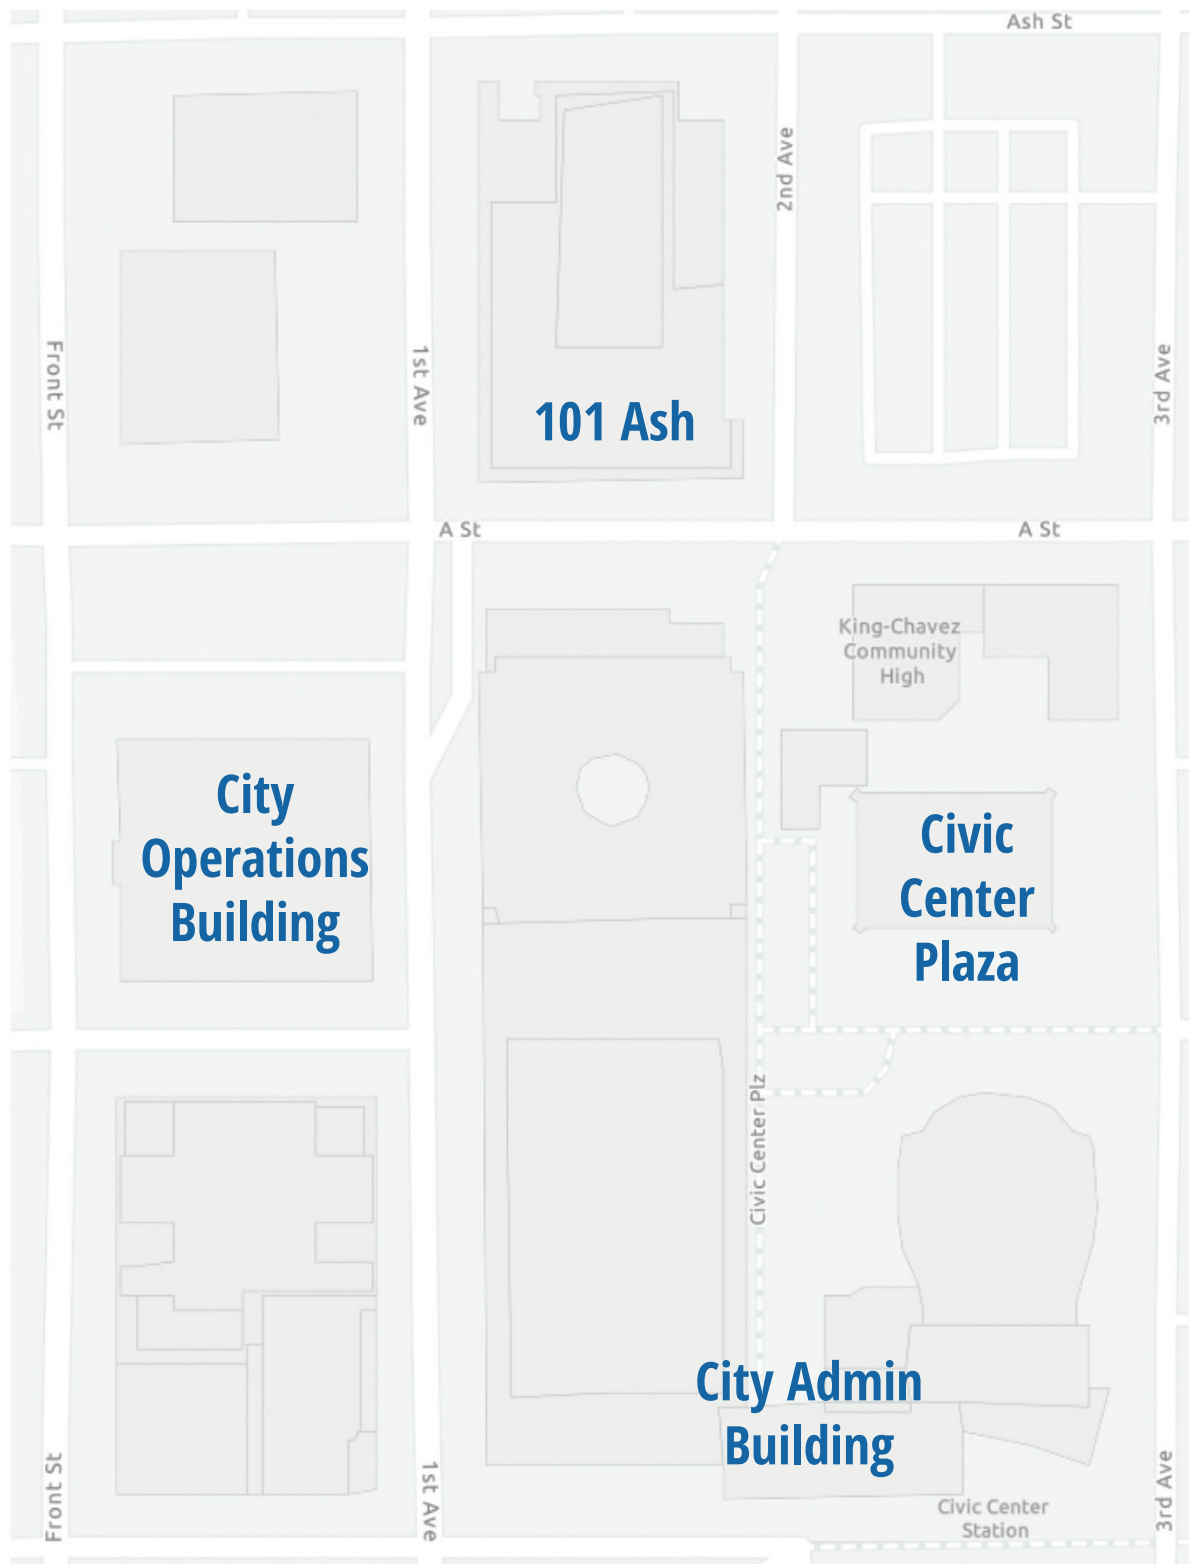 Ash St
2nd Ave
Front St
1st Ave
3rd Ave
101 Ash
A St
A St
King-Chavez
Community
High
City
Operations
Building
Civic
Center
Plaza
Civic Center Plz
City Admin
Building
Front St
1st Ave
3rd Ave
Civic Center
Station